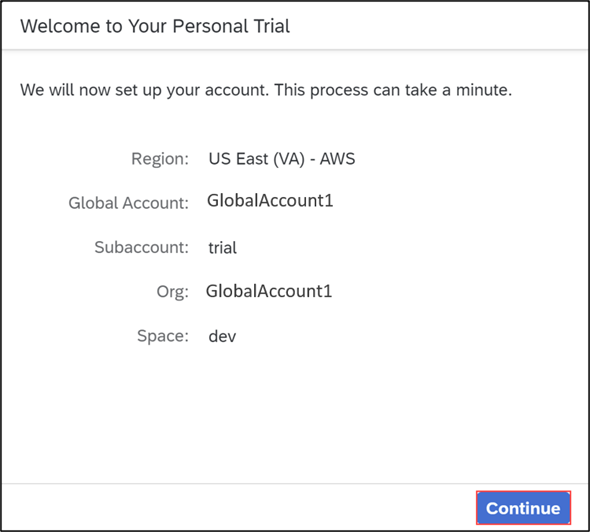 Welcome to Your Personal Trial
We will now set up your account. This process can take a minute.
Region: US East (VA) - AWS
Global Account: GlobalAccount1
Subaccount: trial
Org: GlobalAccount1
Space: dev
Continue